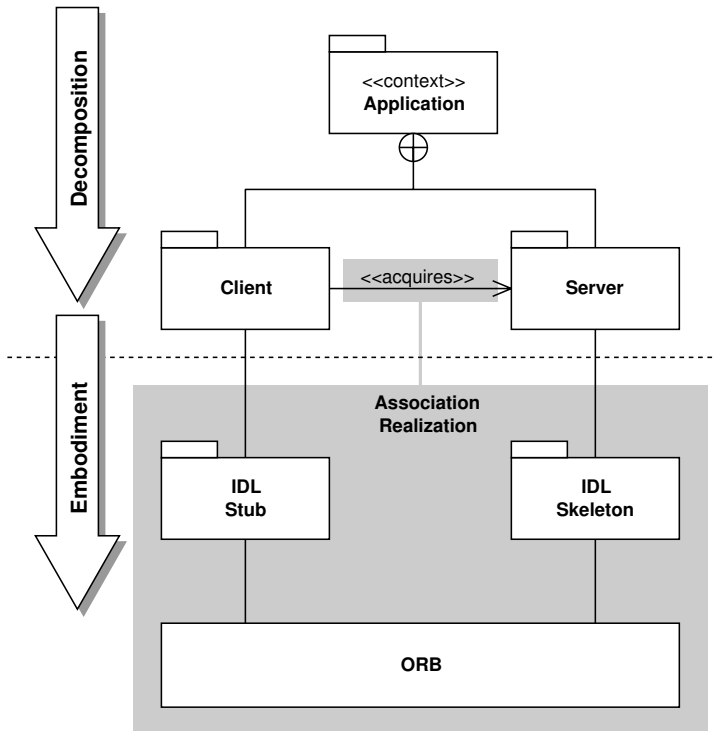 Decomposition
<<context>>
Application
Client
<<acquires>>
Server
Embodiment
Association
Realization
IDL
Stub
IDL
Skeleton
ORB